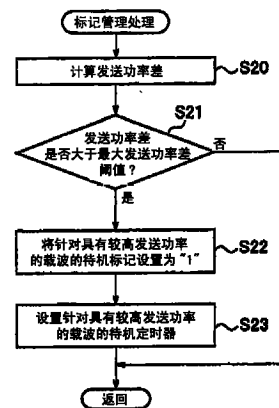 标记管理处理
计算发送功率差
S20
S21
发送功率差
是否大于最大发送功率差
阈值？
否
是
将针对具有较高发送功率
的载波的待机标记设置为"1"
S22
设置针对具有较高发送功率
的载波的待机定时器
S23
返回